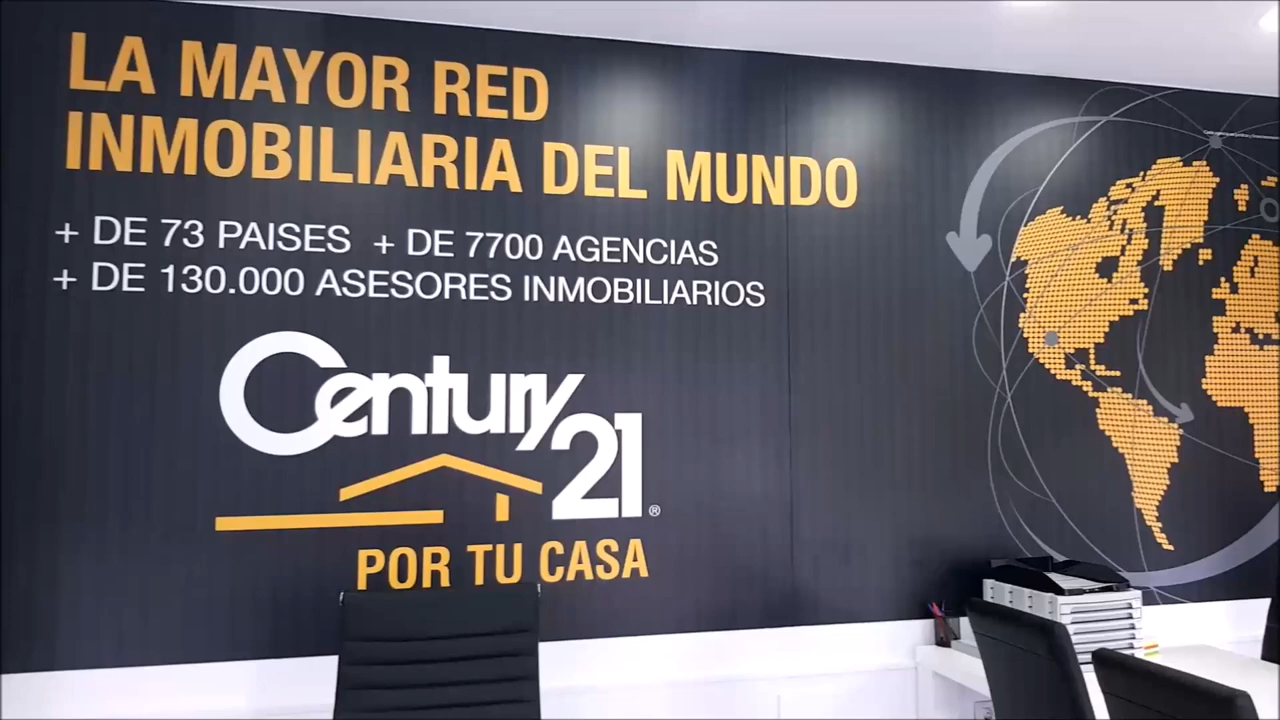 LA MAYOR RED
INMOBILIARIA DEL MUNDO
+ DE 73 PAISES + DE 7700 AGENCIAS
+ DE 130.000 ASESORES INMOBILIARIOS
Century
21®
POR TU CASA